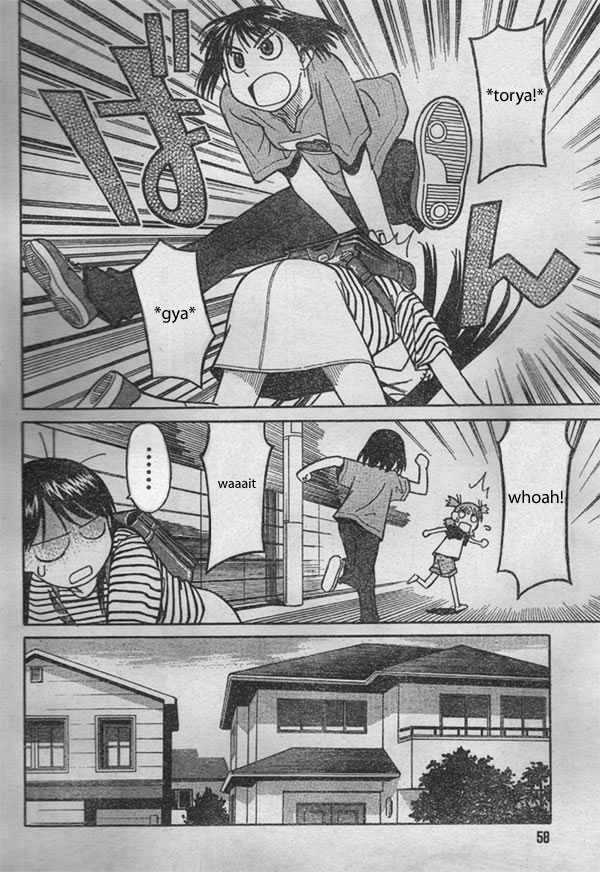 *torya!*
ばん
*gya*
whoah!
waaait
........
58